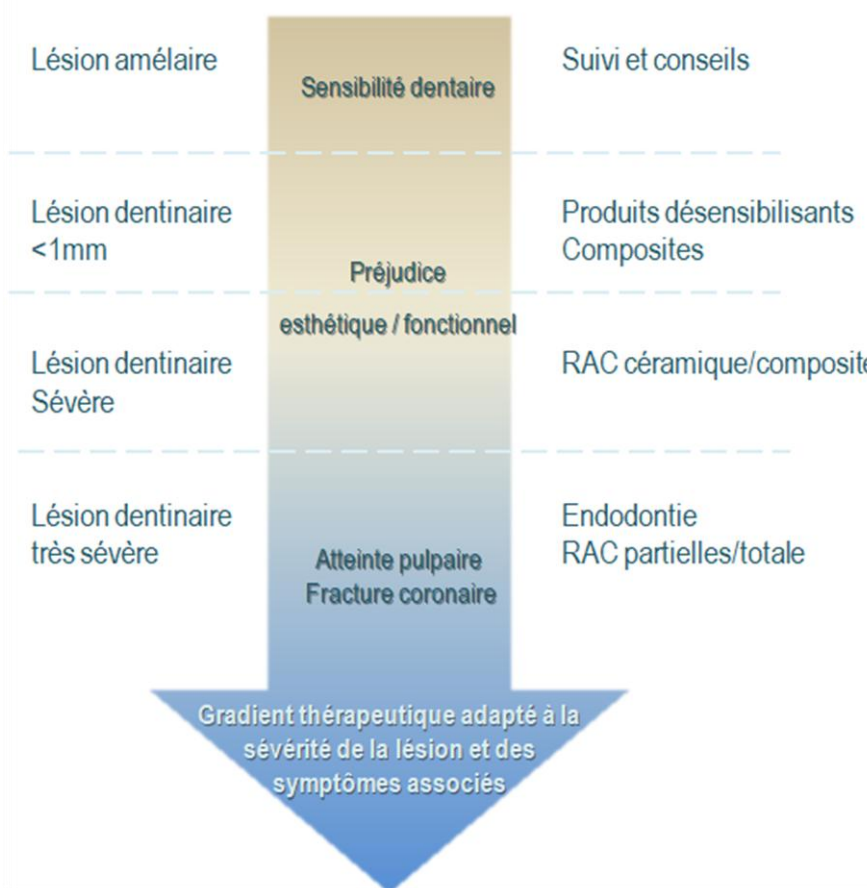 Lésion amélaire
Sensibilité dentaire
Suivi et conseils
Lésion dentinaire
<1mm
Préjudice
esthétique / fonctionnel
Produits désensibilisants
Composites
Lésion dentinaire
Sévère
RAC céramique/composite
Lésion dentinaire
très sévère
Atteinte pulpaire
Fracture coronaire
Endodontie
RAC partielles/totale
Gradient thérapeutique adapté à la
sévérité de la lésion et des
symptômes associés